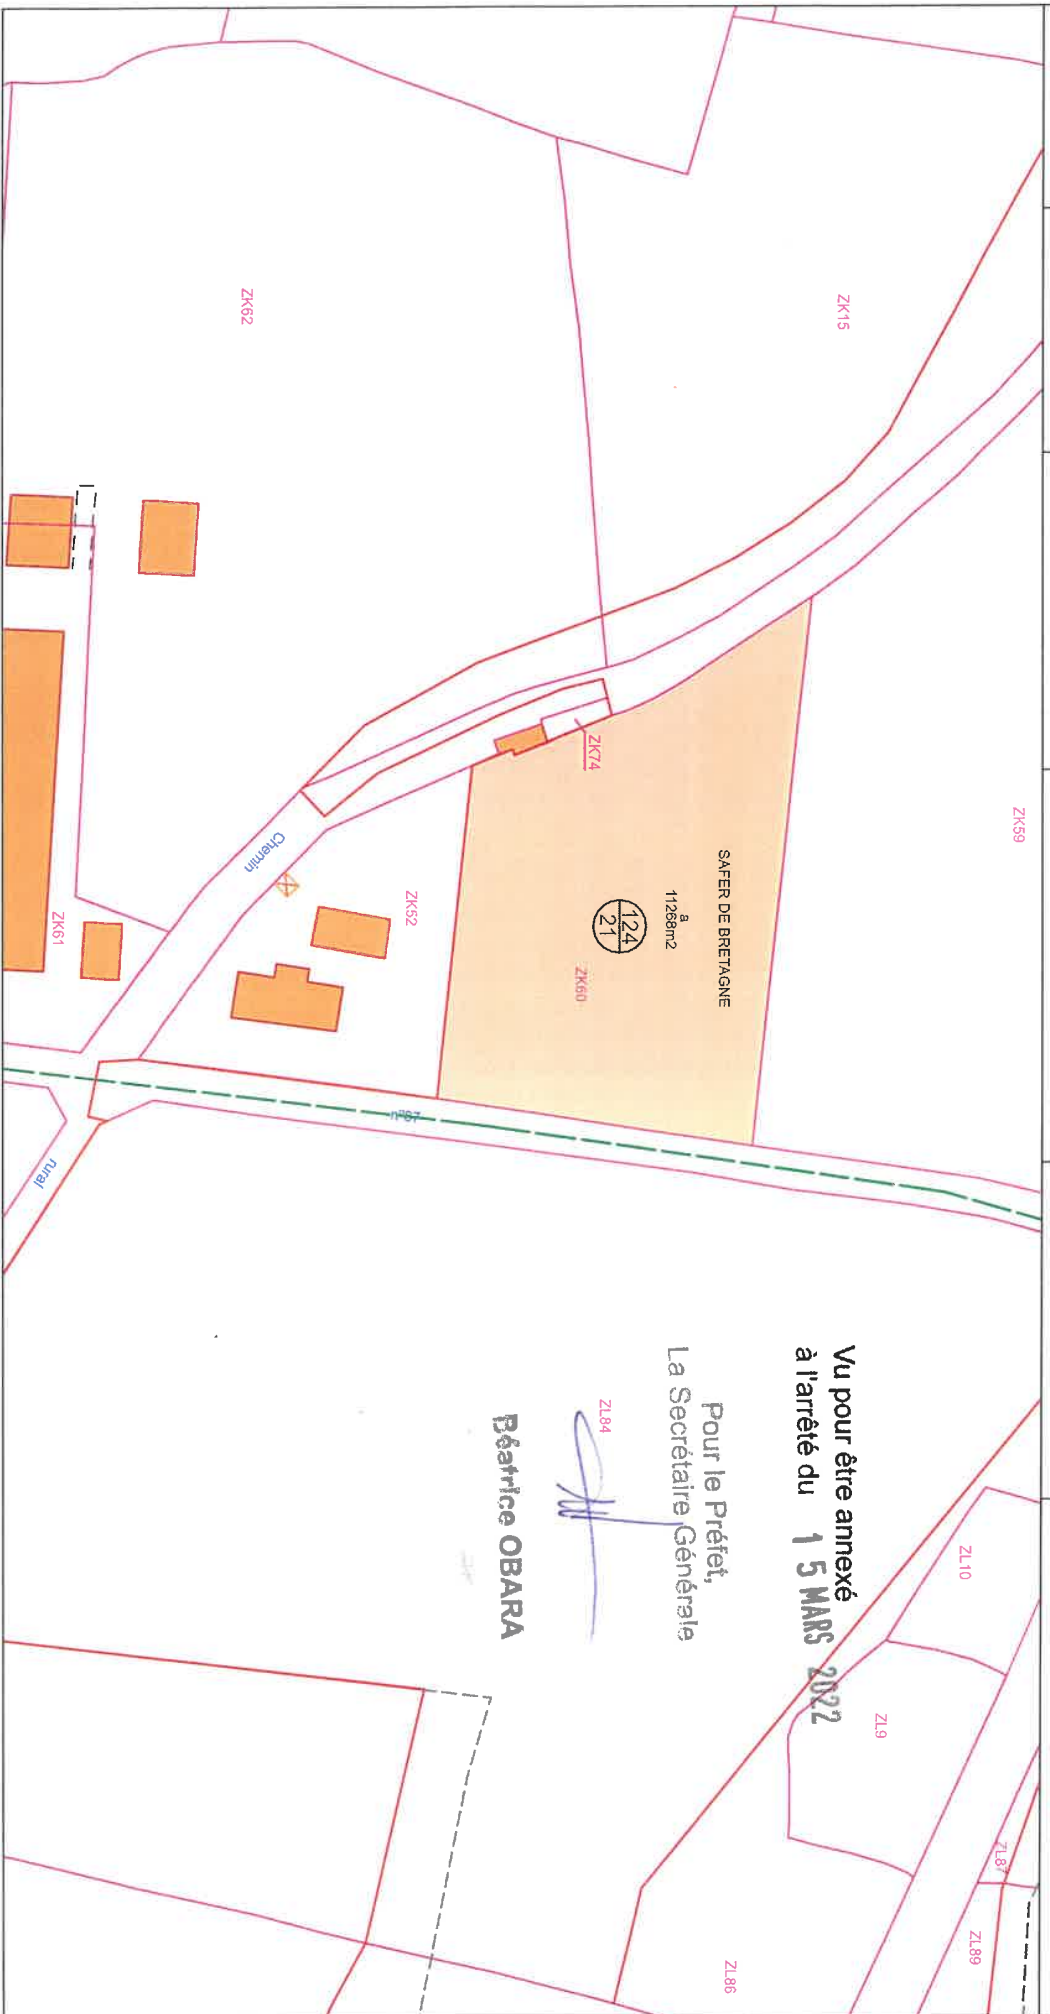 ZK59
ZK15
ZK62
ZK74
SAFER DE BRETAGNE
a
11268m2
124
21
ZK60
ZK52
Chemin
ZK61
n°67
rural
Vu pour être annexé
à l'arrêté du 15 MARS 2022
Pour le Préfet,
La Secrétaire Générale
ZL84
Béatrice OBARA
ZL10
ZL9
ZL87
ZL89
ZL86